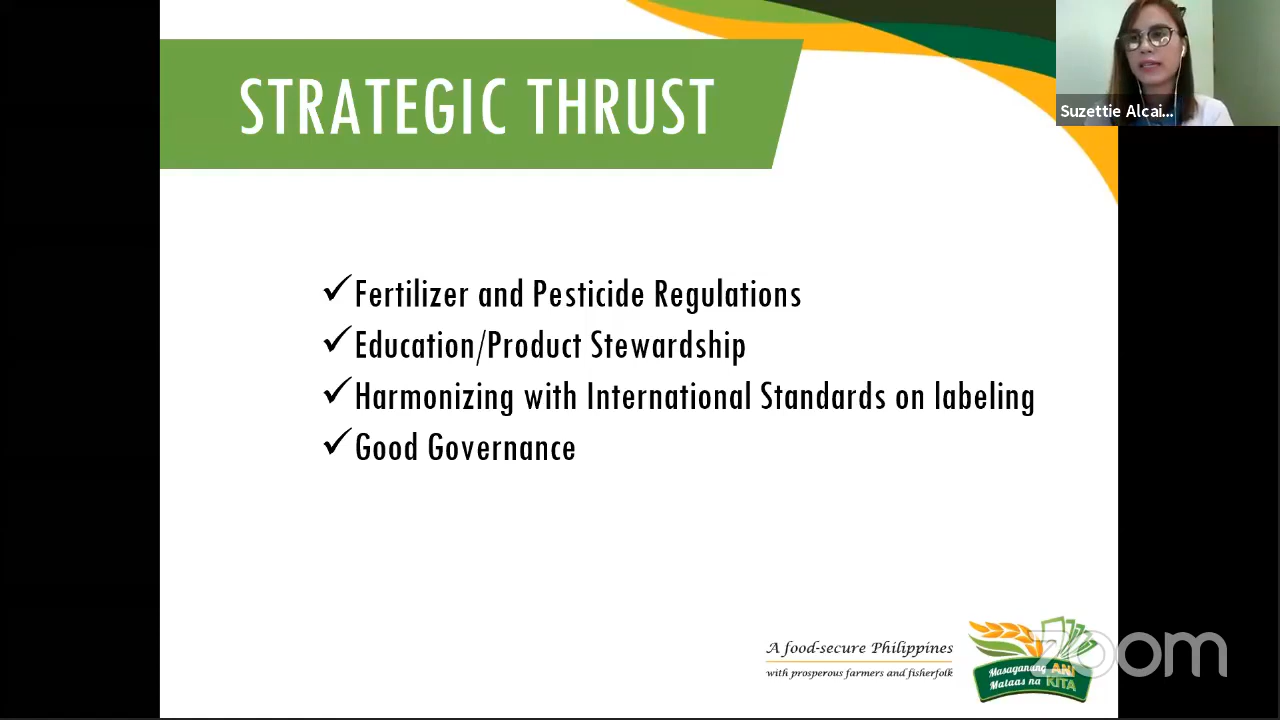 STRATEGIC THRUST
Suzettie Alcai...
✓Fertilizer and Pesticide Regulations
✓Education/Product Stewardship
✓Harmonizing with International Standards on labeling
✓Good Governance
A food-secure Philippines
with prosperous farmers and fisherfolk
Masaganang ANI
Mataas na KITA
zoom